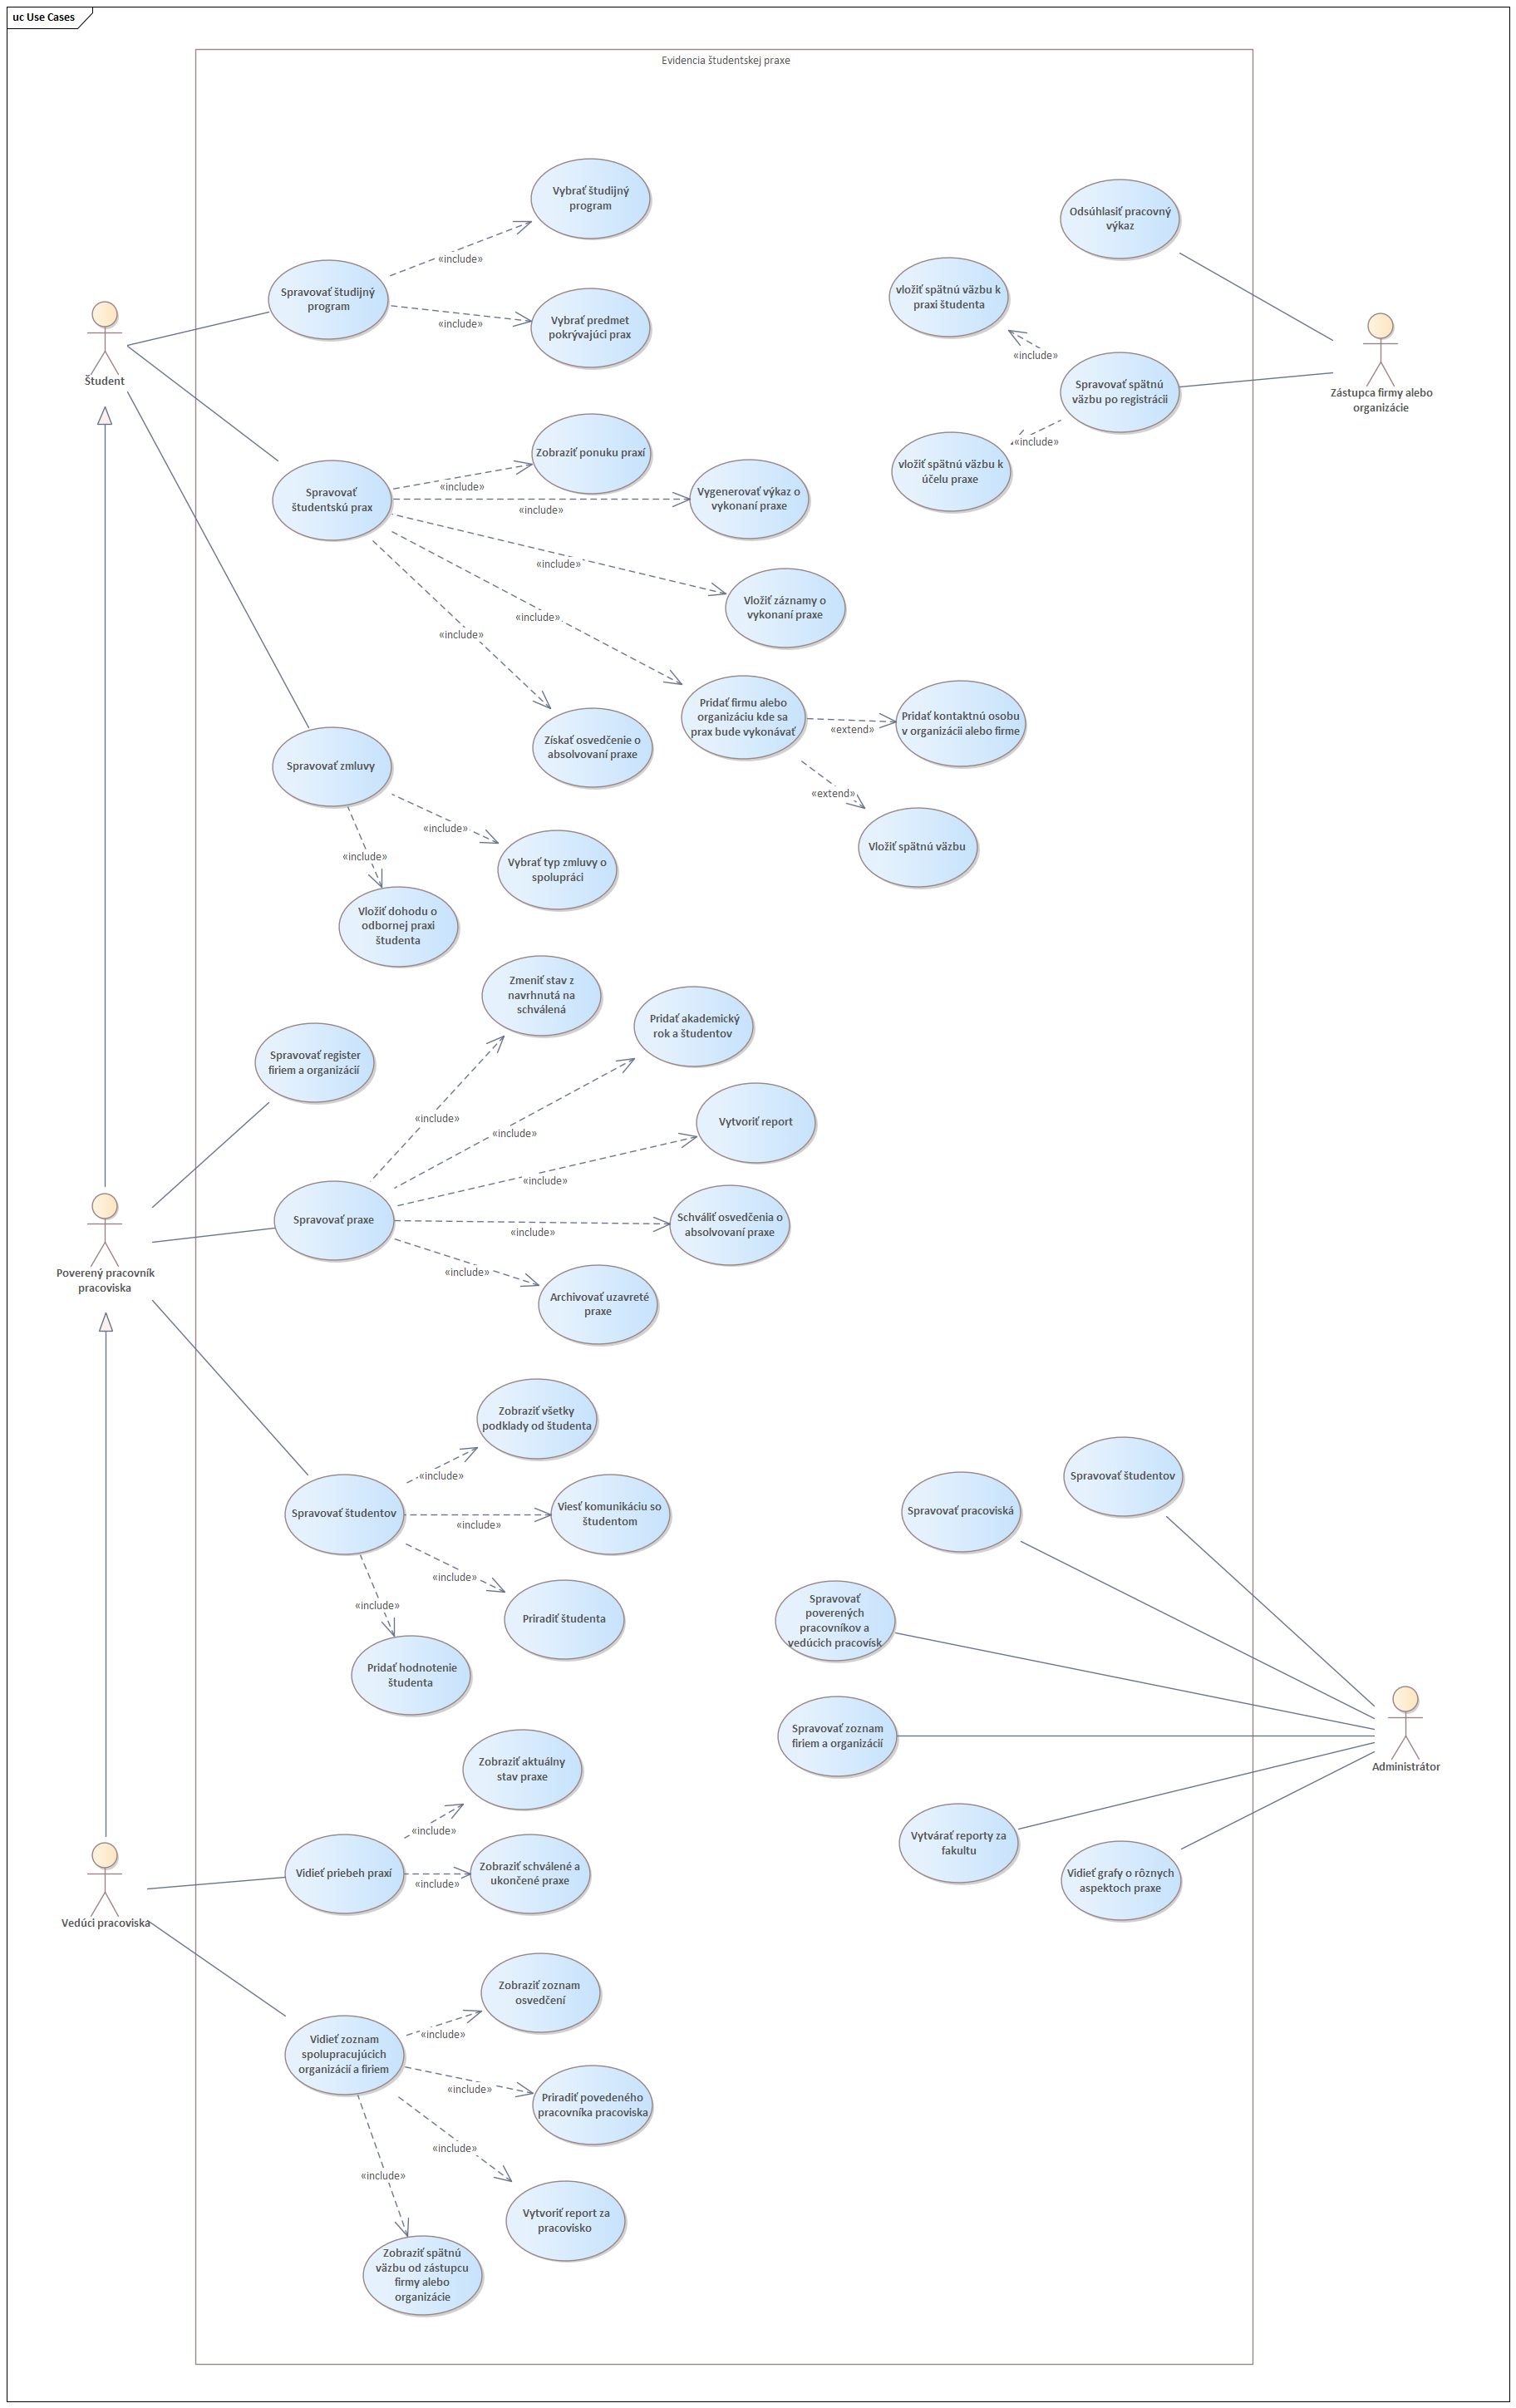 uc Use Cases
Evidencia študentskej praxe
Vybrať študijný
program
Odsúhlasiť pracovný
výkaz
«include»
Spravovať študijný
program
vložiť spätnú väzbu k
praxi študenta
Vybrať predmet
pokrývajúci prax
«include»
Študent
Zástupca firmy alebo
organizácie
«include»
Spravovať spätnú
väzbu po registrácii
«include»
vložiť spätnú väzbu k
účelu praxe
Zobraziť ponuku praxí
«include»
Spravovať
študentskú prax
Vygenerovať výkaz o
vykonaní praxe
«include»
«include»
Vložiť záznamy o
vykonaní praxe
«include»
«include»
Pridať firmu alebo
organizáciu kde sa
prax bude vykonávať
Pridať kontaktnú osobu
v organizácii alebo firme
«extend»
Získať osvedčenie o
absolvovaní praxe
Spravovať zmluvy
«extend»
Vložiť spätnú väzbu
«include»
«include»
Vybrať typ zmluvy o
spolupráci
Vložiť dohodu o
odbornej praxi
študenta
Zmeniť stav z
navrhnutá na
schválená
Pridať akademický
rok a študentov
Spravovať register
firiem a organizácií
«include»
«include»
Vytvoriť report
«include»
Spravovať praxe
Schváliť osvedčenia o
absolvovaní praxe
«include»
«include»
Poverený pracovník
pracoviska
Archivovať uzavreté
praxe
Zobraziť všetky
podklady od študenta
«include»
Spravovať študentov
Viesť komunikáciu so
študentom
«include»
«include»
«include»
Priradiť študenta
Pridať hodnotenie
študenta
Spravovať študentov
Spravovať pracoviská
Spravovať
poverených
pracovníkov a
vedúcich pracovísk
Spravovať zoznam
firiem a organizácií
Administrátor
Vytvárať reporty za
fakultu
Vidieť grafy o rôznych
aspektoch praxe
Zobraziť aktuálny
stav praxe
«include»
Vidieť priebeh praxí
Zobraziť schválené a
ukončené praxe
«include»
Vedúci pracoviska
Zobraziť zoznam
osvedčení
«include»
Vidieť zoznam
spolupracujúcich
organizácií a firiem
«include»
Priradiť povedeného
pracovníka pracoviska
«include»
«include»
Vytvoriť report za
pracovisko
Zobraziť spätnú
väzbu od zástupcu
firmy alebo
organizácie